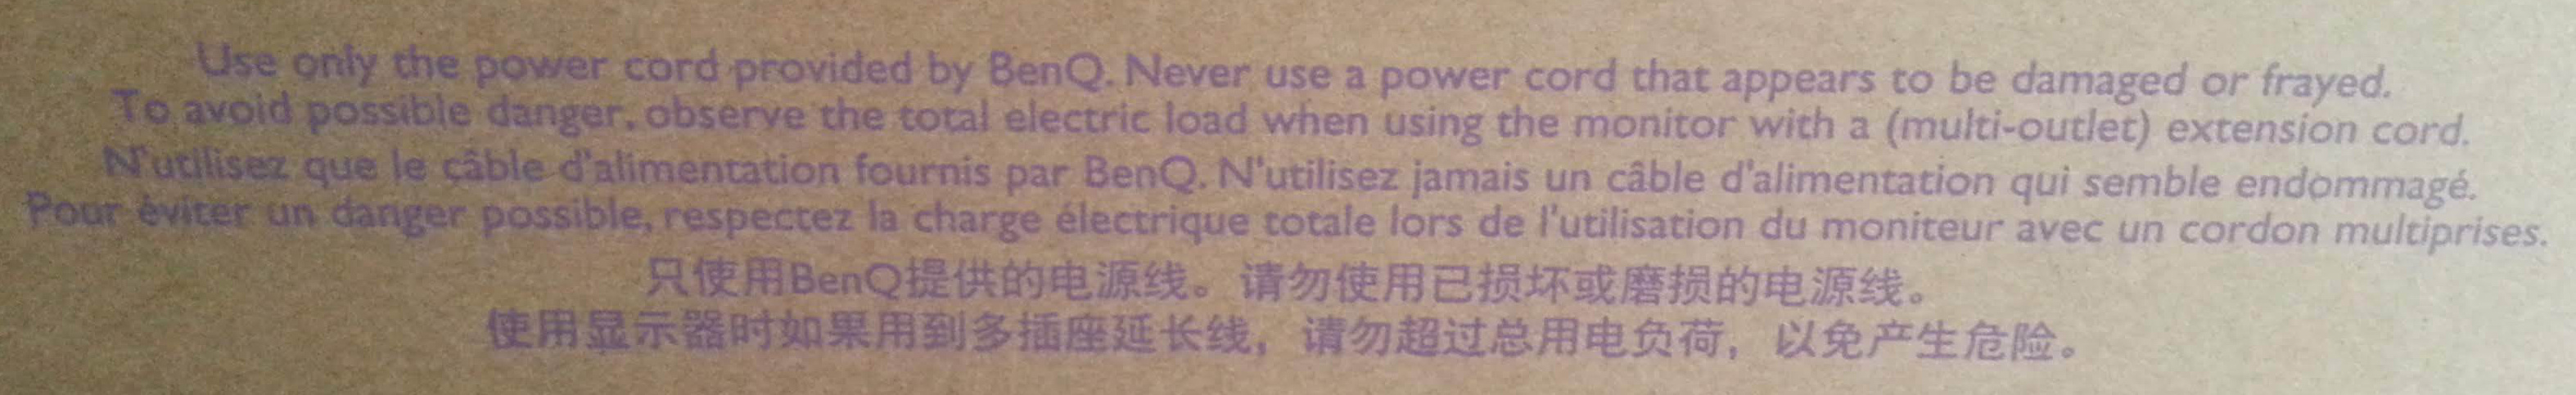 Use only the power cord provided by BenQ. Never use a power cord that appears to be damaged or frayed.
To avoid possible danger, observe the total electric load when using the monitor with a (multi-outlet) extension cord.
N'utilisez que le câble d'alimentation fournis par BenQ. N'utilisez jamais un câble d'alimentation qui semble endommagé.
Pour éviter un danger possible, respectez la charge électrique totale lors de l'utilisation du moniteur avec un cordon multiprises.
只使用BenQ提供的电源线。请勿使用已损坏或磨损的电源线。
使用显示器时如果用到多插座延长线，请勿超过总用电负荷，以免产生危险。